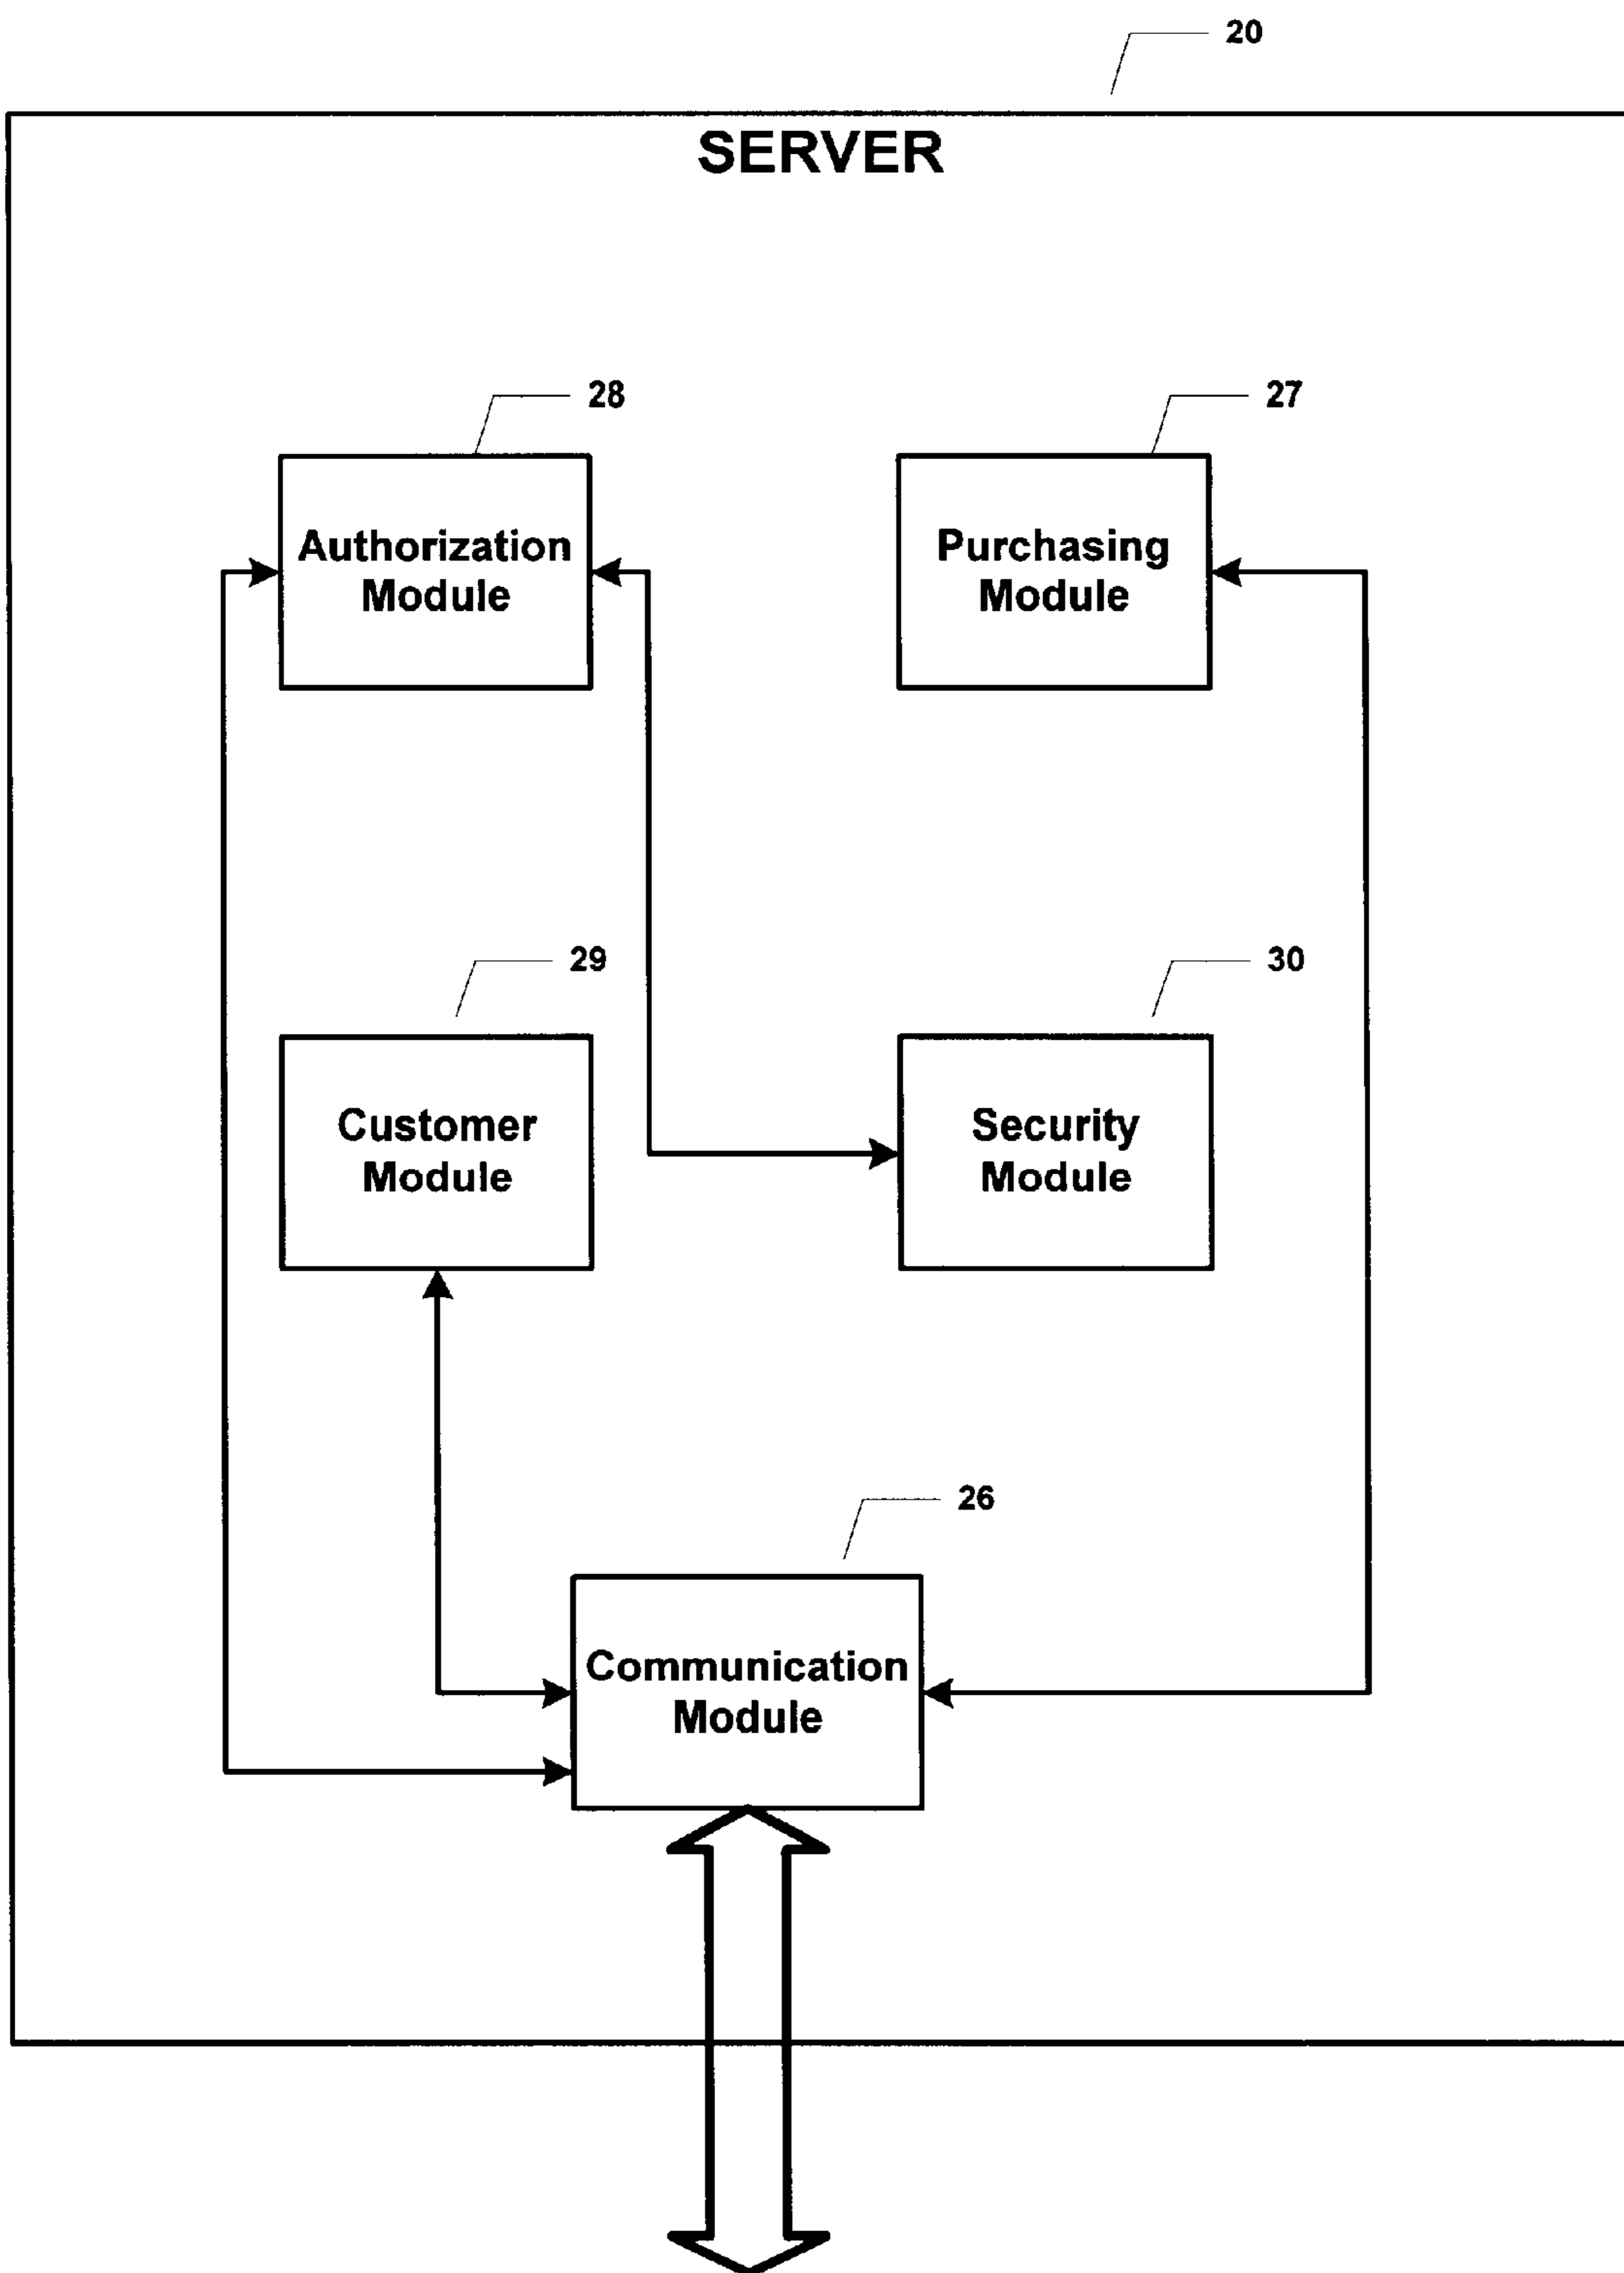 20
SERVER
28
27
Authorization
Module
Purchasing
Module
29
30
Customer
Module
Security
Module
26
Communication
Module